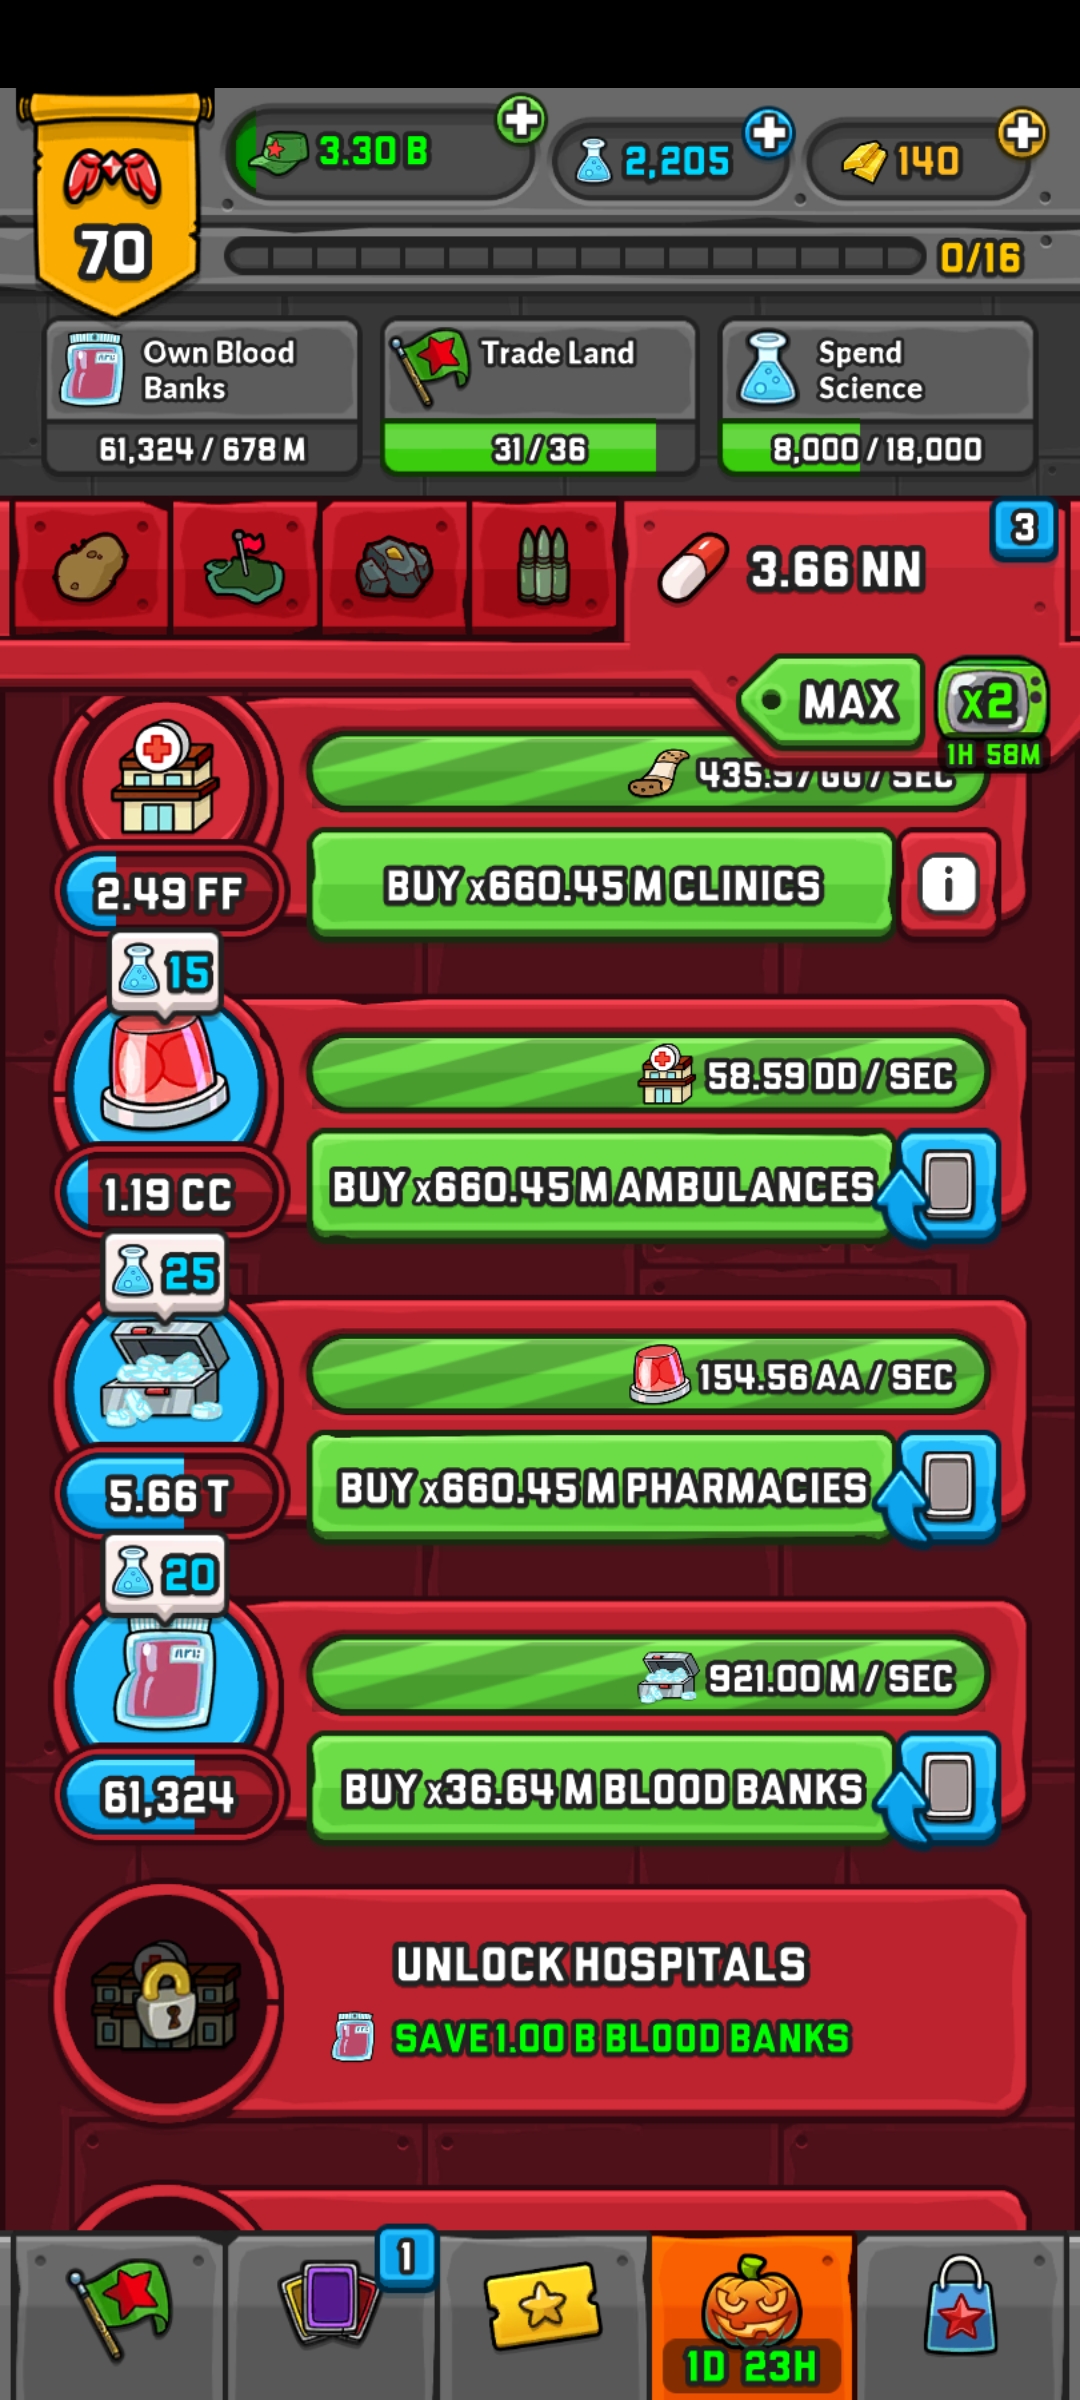 3.30 B
2,205
140
70
0/16
Own Blood Banks
61,324 / 678 M
Trade Land
31/36
Spend Science
8,000/18,000
3.66 NN
3
MAX
x2
1H 58M
/ SEC
2.49 FF
BUY x660.45 M CLINICS
i
15
58.59 DD / SEC
1.19 CC
BUY x660.45 M AMBULANCES
25
154.56 AA / SEC
5.66 T
BUY x660.45 M PHARMACIES
20
921.00 M / SEC
61,324
BUY x36.64 M BLOOD BANKS
UNLOCK HOSPITALS
SAVE 1.00 B BLOOD BANKS
1
1D 23H